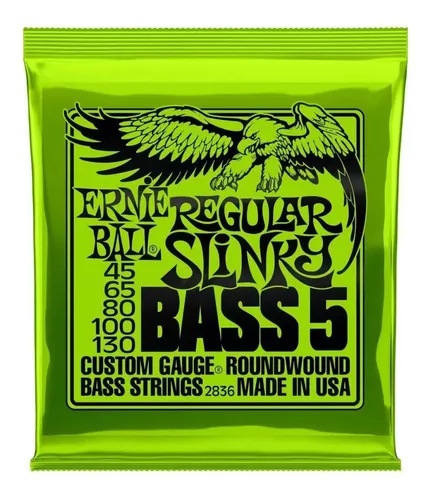 ERNIE BALL®
REGULAR SLINKY
45
65
80
100
130
BASS 5
CUSTOM GAUGE® ROUNDWOUND
BASS STRINGS 2836 MADE IN USA